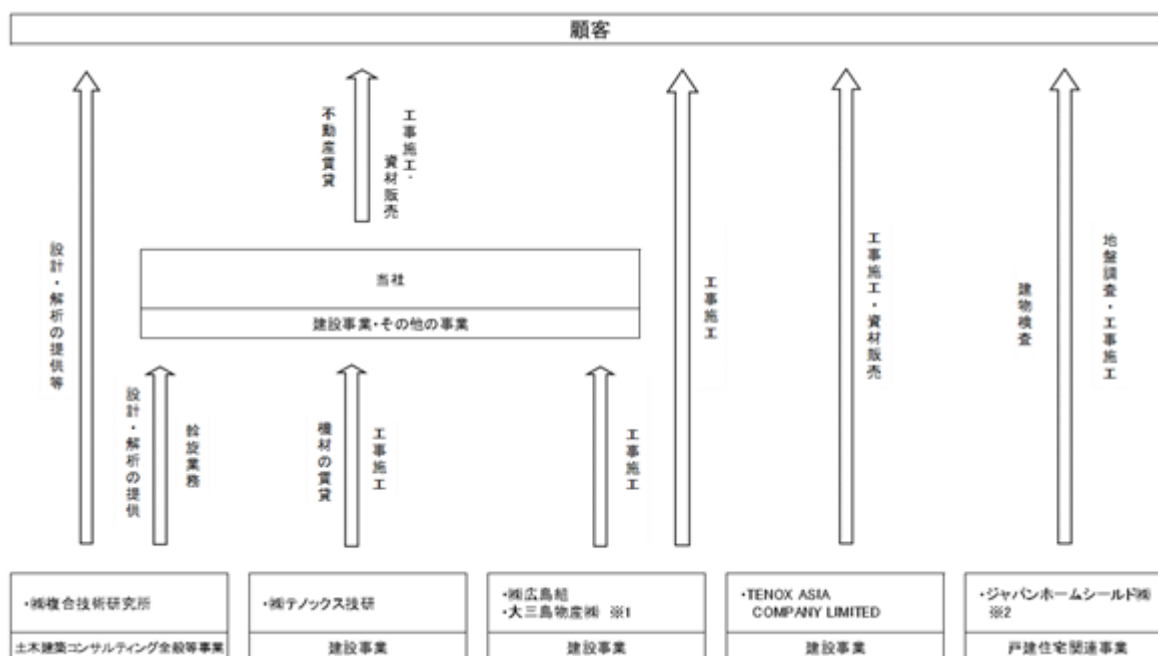 顧客
不動産賃貸
工事施工・
資材販売
設計・解析の提供等
当社
建設事業・その他の事業
工事施工
工事施工・資材販売
建物検査
地盤調査・工事施工
設計・解析の提供
斡旋業務
機材の賃貸
工事施工
工事施工
・㈱複合技術研究所
土木建築コンサルティング全般等事業
・㈱テノックス技研
建設事業
・㈱広島組
・大三島物産㈱ ※1
建設事業
・TENOX ASIA
COMPANY LIMITED
建設事業
・ジャパンホームシールド㈱
※2
戸建住宅関連事業